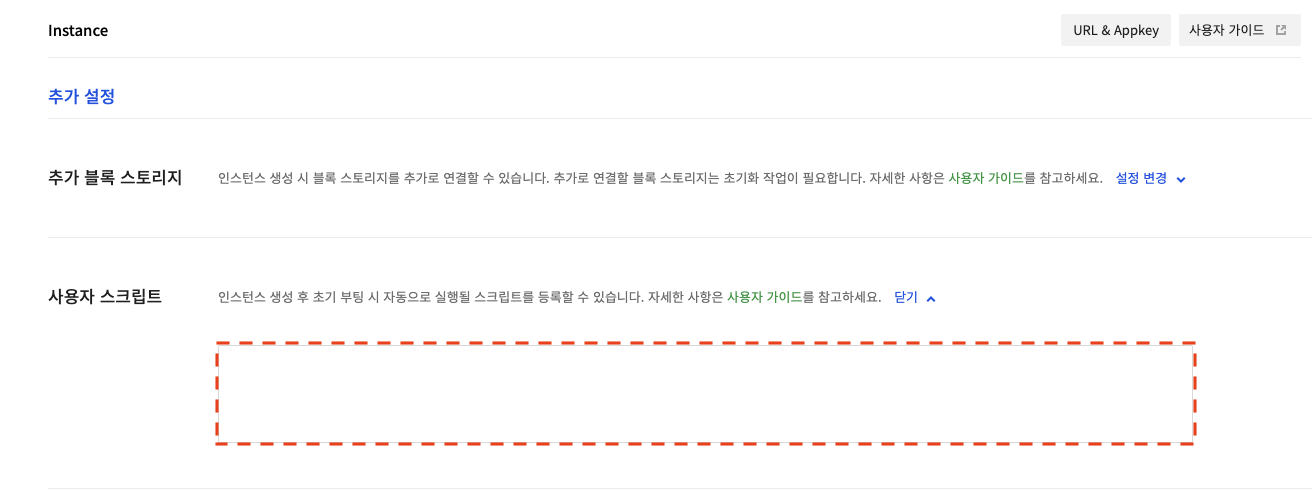 Instance
URL & Appkey
사용자 가이드
추가 설정
추가 블록 스토리지
인스턴스 생성 시 블록 스토리지를 추가로 연결할 수 있습니다. 추가로 연결할 블록 스토리지는 초기화 작업이 필요합니다. 자세한 사항은 사용자 가이드를 참고하세요. 설정 변경
사용자 스크립트
인스턴스 생성 후 초기 부팅 시 자동으로 실행될 스크립트를 등록할 수 있습니다. 자세한 사항은 사용자 가이드를 참고하세요. 닫기